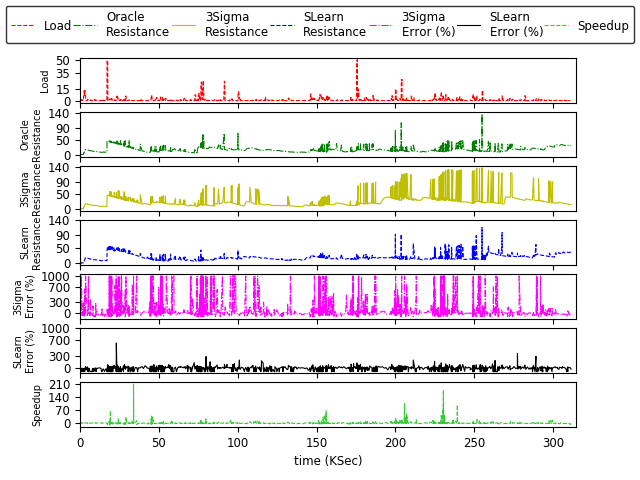 Load
Oracle Resistance
3Sigma Resistance
SLearn Resistance
3Sigma Error (%)
SLearn Error (%)
Speedup
50
35
15
0
Load
140
90
50
0
Oracle
Resistance
140
90
50
0
3Sigma
Resistance
140
90
50
0
SLearn
Resistance
1000
700
300
0
3Sigma
Error (%)
1000
700
300
0
SLearn
Error (%)
210
140
70
0
Speedup
0 50 100 150 200 250 300
time (KSec)